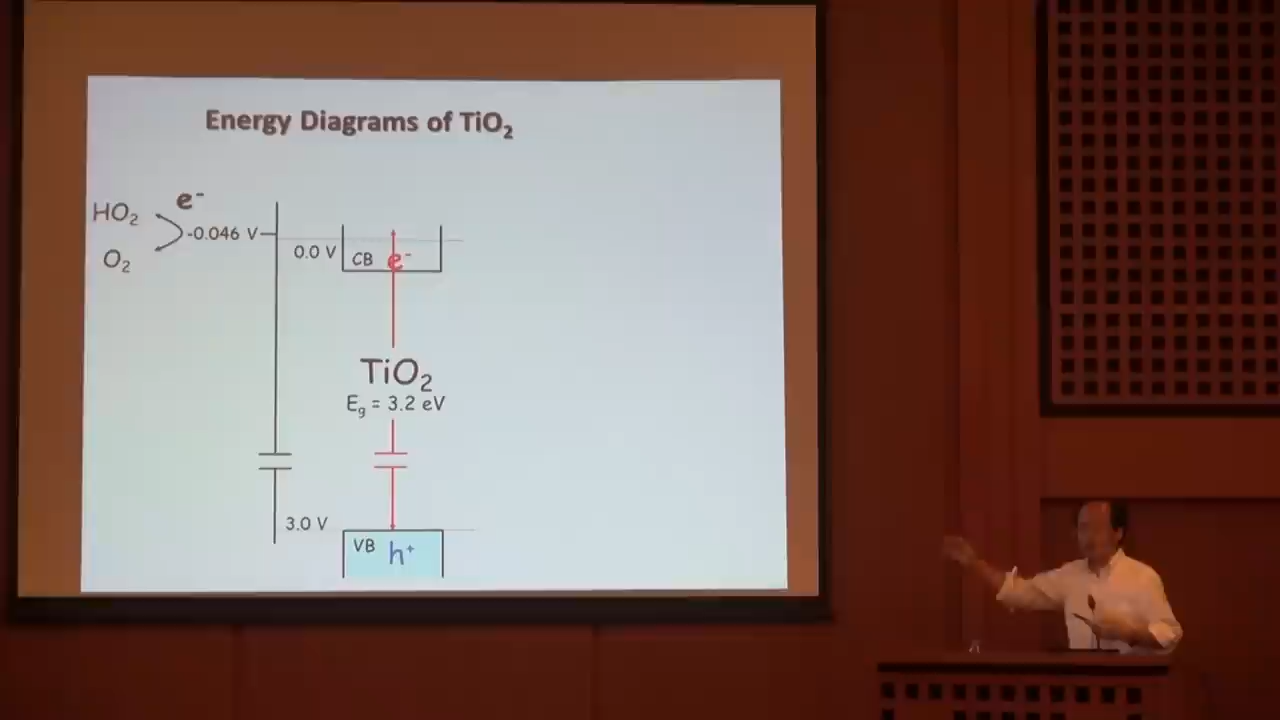 Energy Diagrams of TiO₂
e⁻
HO₂
-0.046 V
O₂
0.0 V
CB e⁻
TiO₂
Eg = 3.2 eV
3.0 V
VB h⁺